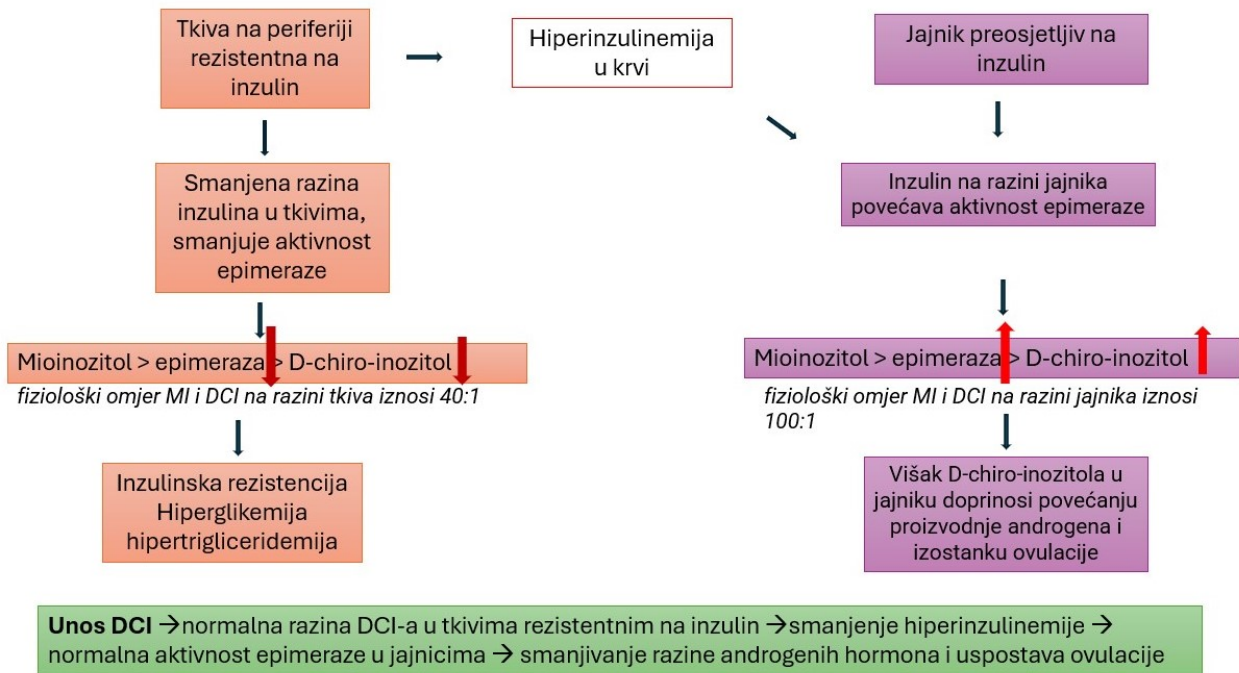 Tkiva na periferiji
rezistentna na
inzulin
Hiperinzulinemija
u krvi
Jajnik preosjetljiv na
inzulin
Smanjena razina
inzulina u tkivima,
smanjuje aktivnost
epimeraze
Inzulin na razini jajnika
povećava aktivnost epimeraze
Mioinozitol > epimeraza > D-chiro-inozitol
fiziološki omjer MI i DCI na razini tkiva iznosi 40:1
Mioinozitol > epimeraza > D-chiro-inozitol
fiziološki omjer MI i DCI na razini jajnika iznosi
100:1
Inzulinska rezistencija
Hiperglikemija
hipertrigliceridemija
Višak D-chiro-inozitola u
jajniku doprinosi povećanju
proizvodnje androgena i
izostanku ovulacije
Unos DCI →normalna razina DCI-a u tkivima rezistentnim na inzulin →smanjenje hiperinzulinemije →
normalna aktivnost epimeraze u jajnicima → smanjivanje razine androgenih hormona i uspostava ovulacije